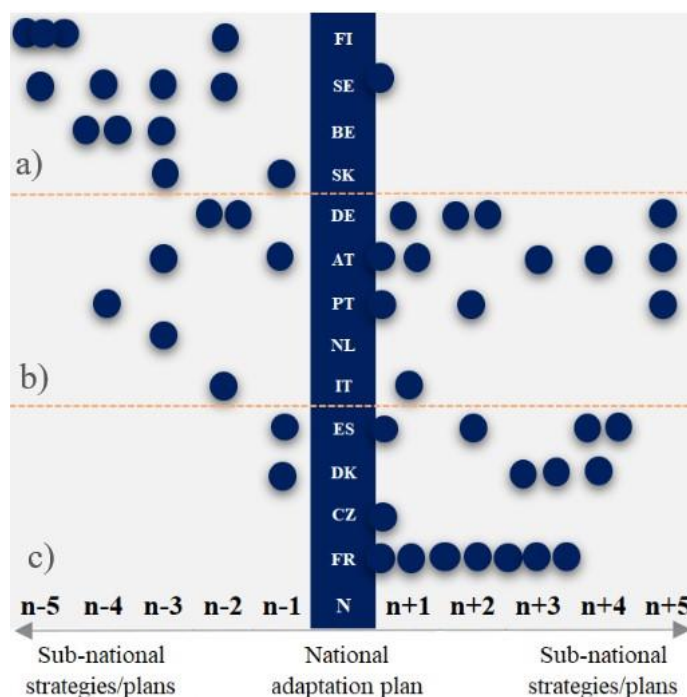 FI
SE
BE
a)
SK
DE
AT
PT
NL
b)
IT
ES
DK
CZ
c)
FR
n-5 n-4 n-3 n-2 n-1 N n+1 n+2 n+3 n+4 n+5
Sub-national National Sub-national
strategies/plans adaptation plan strategies/plans